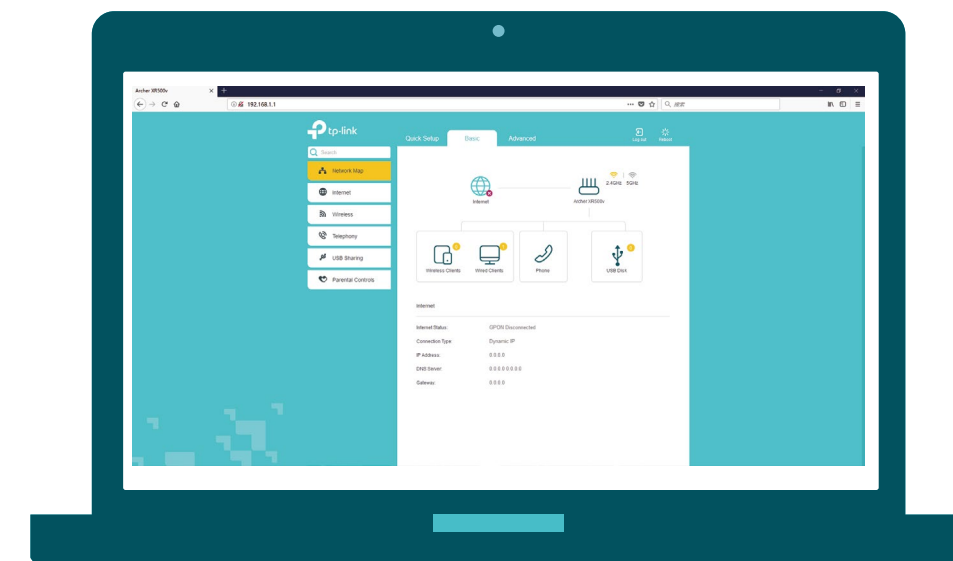 Archer XR500v
192.168.1.1
搜索
tp-link
Quick Setup
Basic
Advanced
Log out
Reboot
Search
Network Map
Internet
Wireless
Telephony
USB Sharing
Parental Controls
Internet
Archer XR500v
2.4GHz
5GHz
Wireless Clients
Wired Clients
Phone
USB Disk
Internet
Internet Status: GPON Disconnected
Connection Type: Dynamic IP
IP Address: 0.0.0.0
DNS Server: 0.0.0.0 0.0.0.0
Gateway: 0.0.0.0